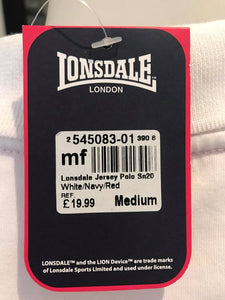 LONSDALE
LONDON
2 545083-01 390 6
mf
Lonsdale Jersey Polo Sn20
White/Navy/Red
REF
£19.99 Medium
LONSDALE™ and the LION Device™ are trade marks
of Lonsdale Sports Limited and used under license.